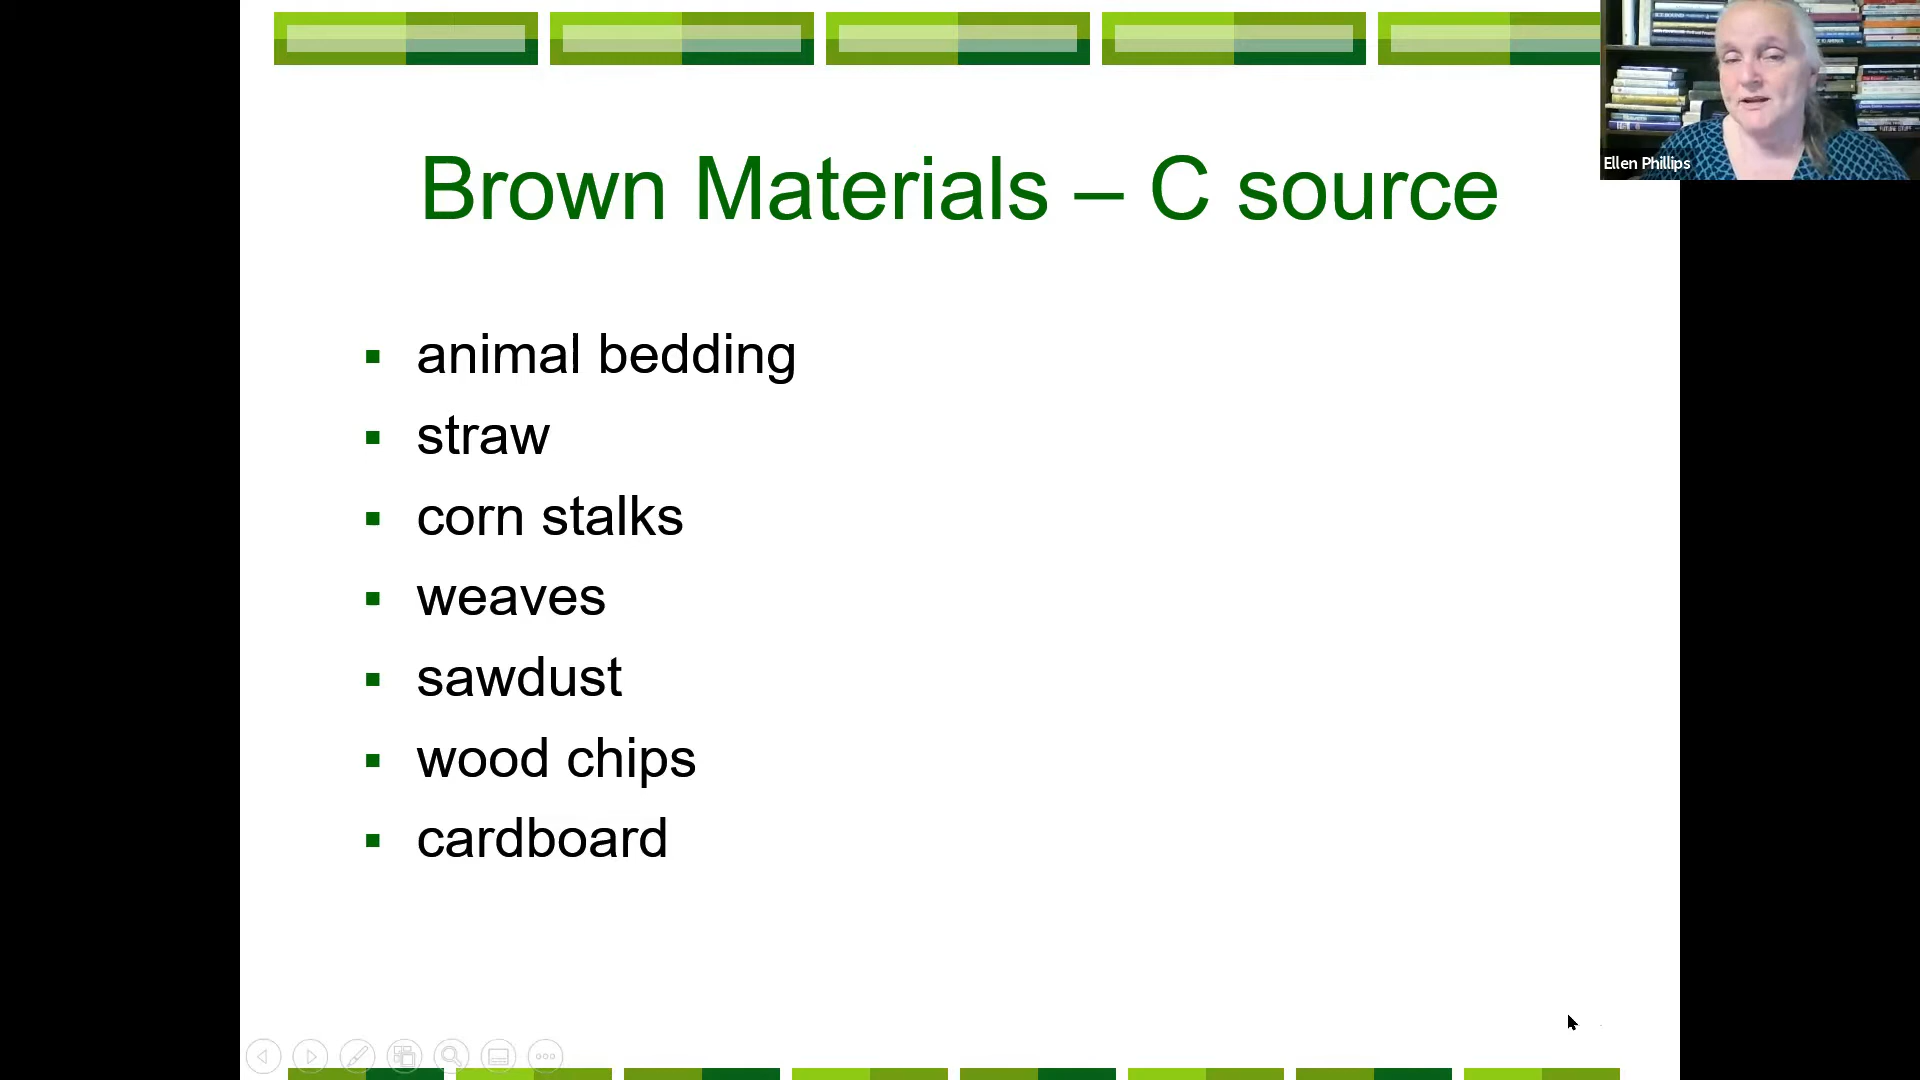 Brown Materials – C source
animal bedding
straw
corn stalks
weaves
sawdust
wood chips
cardboard
Ellen Phillips